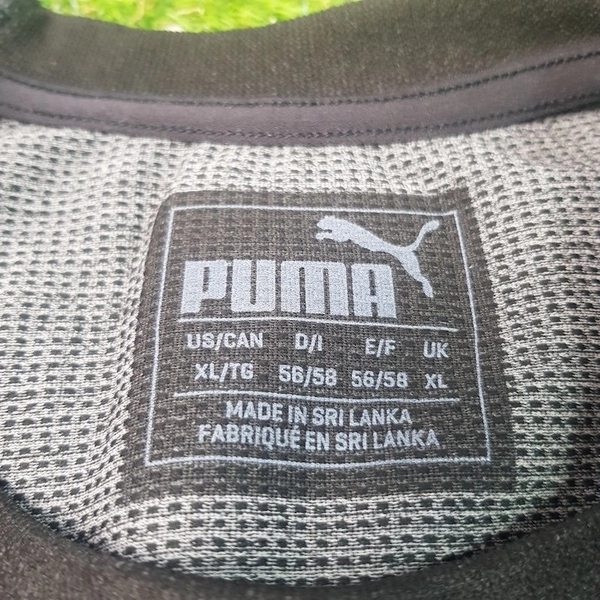 PUMA
US/CAN D/I E/F UK
XL/TG 56/58 56/58 XL
MADE IN SRI LANKA
FABRIQUÉ EN SRI LANKA